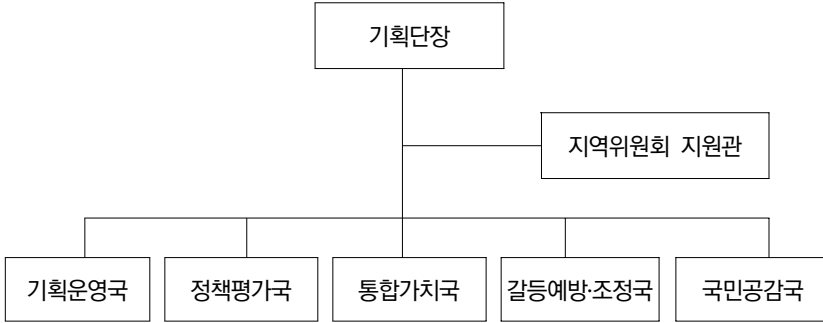 기획단장
지역위원회 지원관
기획운영국
정책평가국
통합가치국
갈등예방·조정국
국민공감국